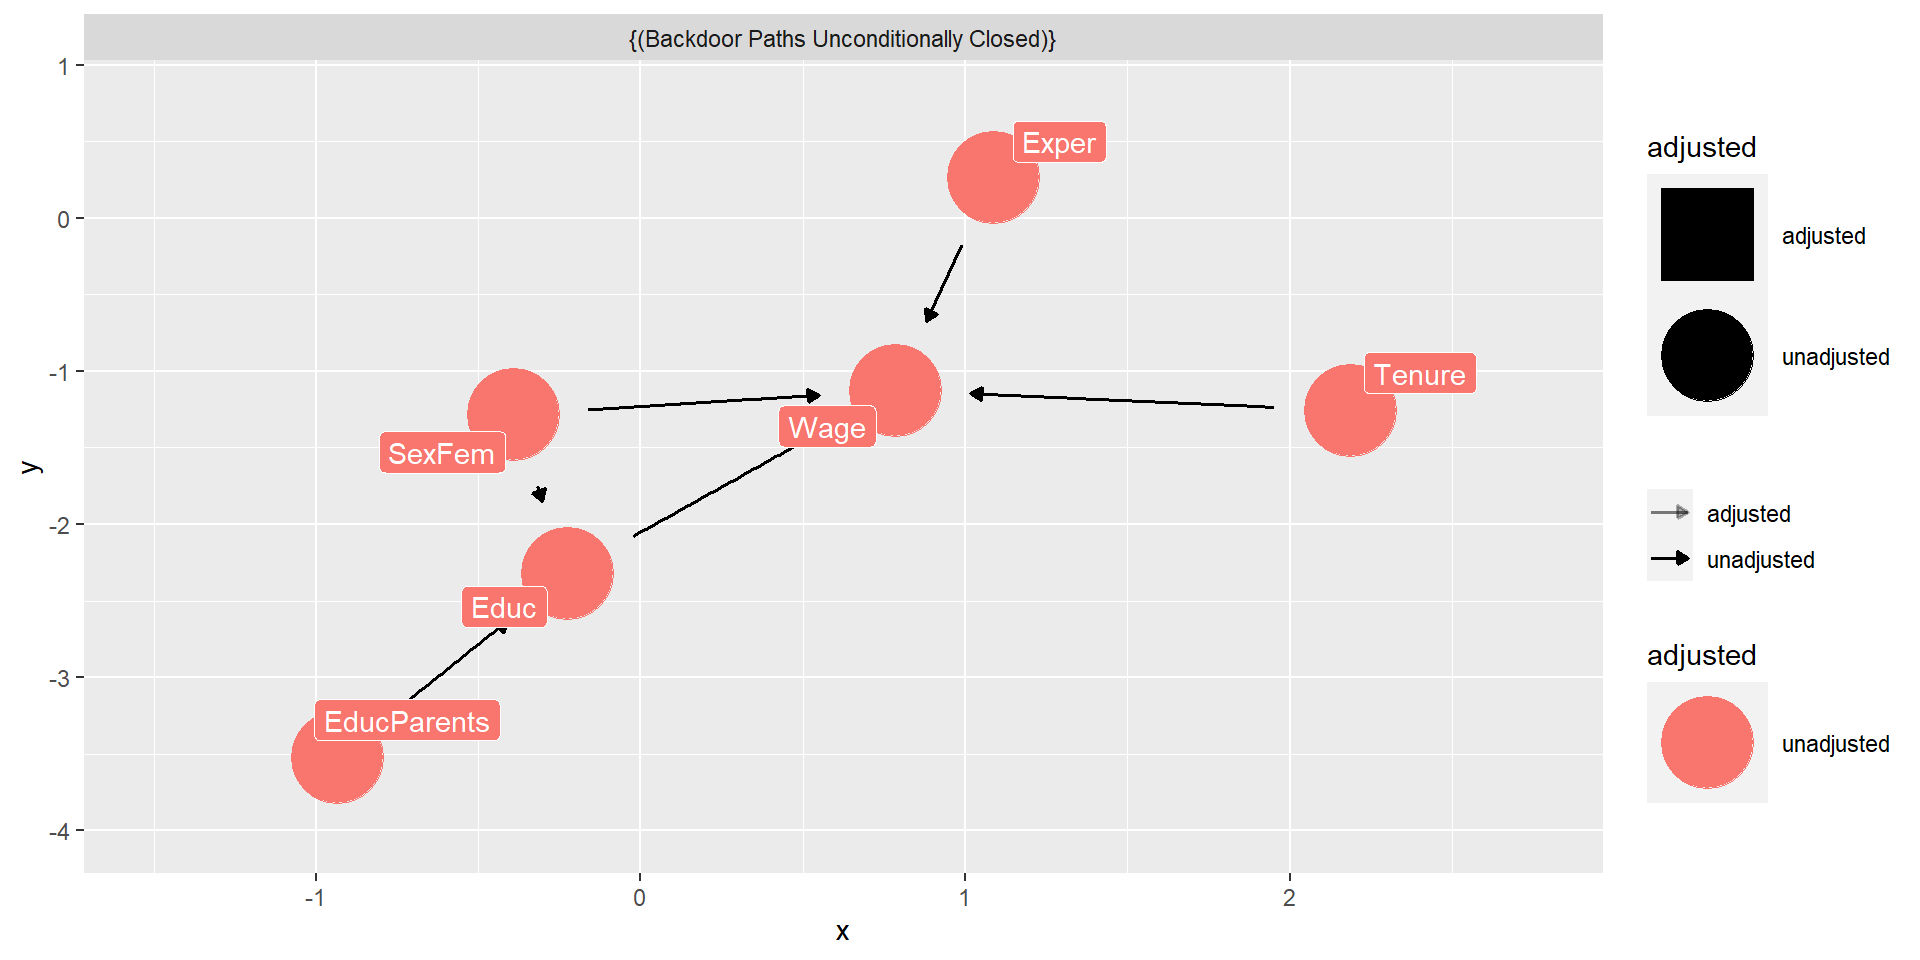 {(Backdoor Paths Unconditionally Closed)}
1
0
-1
-2
-3
-4
y
Exper
Tenure
Wage
SexFem
Educ
EducParents
-1
0
1
2
x
adjusted
adjusted
unadjusted
adjusted
unadjusted
adjusted
unadjusted